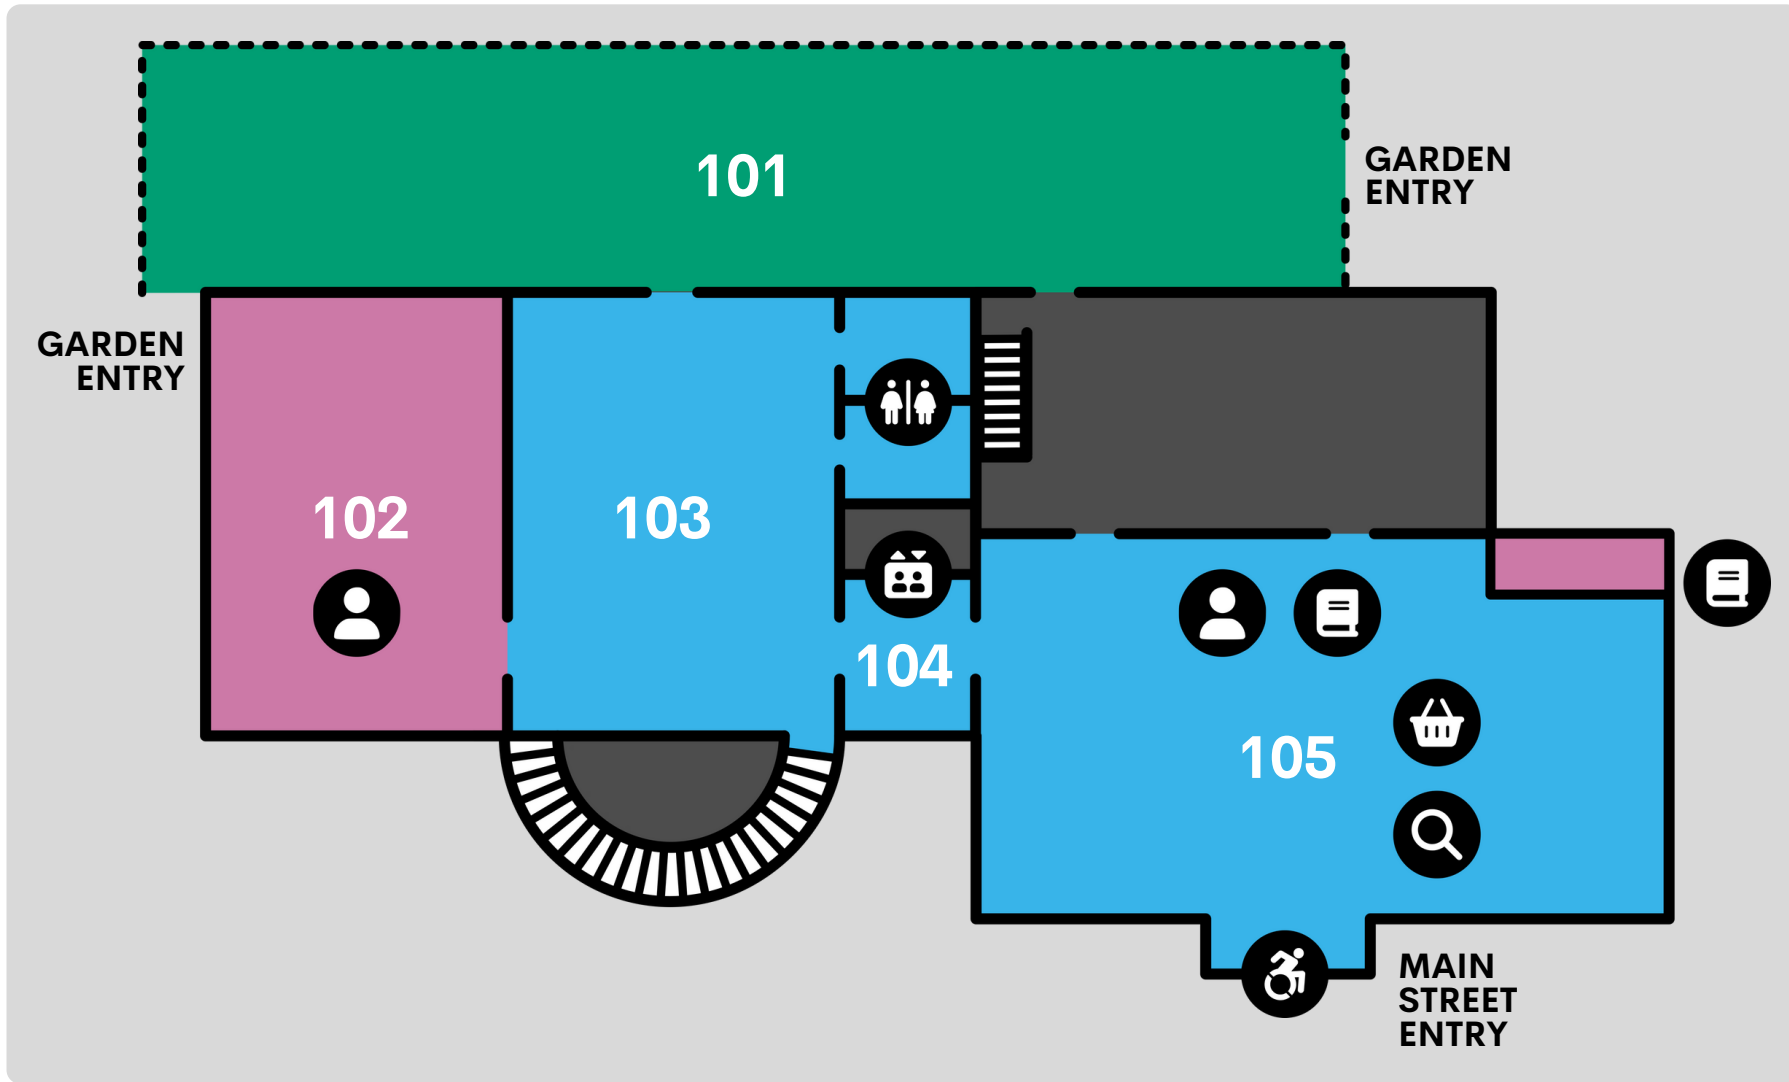 101
GARDEN
ENTRY
GARDEN
ENTRY
102
103
104
105
MAIN
STREET
ENTRY